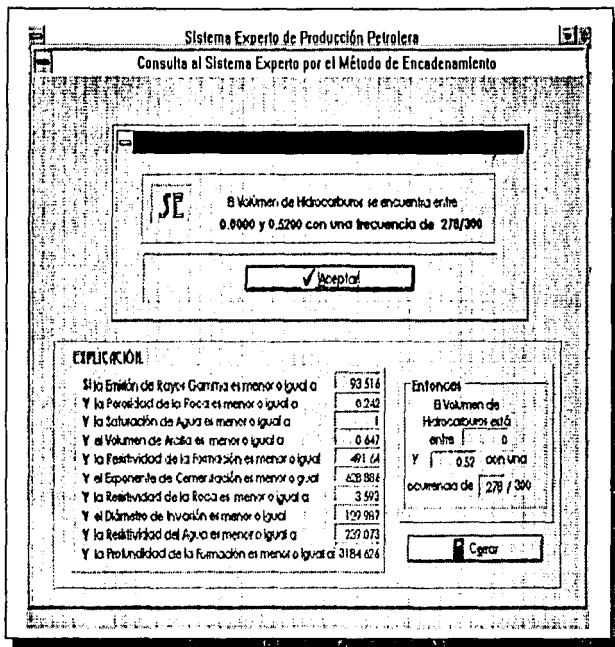 Sistema Experto de Producción Petrolera
Consulta al Sistema Experto por el Método de Encadenamiento
SE
El Volúmen de Hidrocarburos se encuentra entre
0.0000 y 0.5200 con una frecuencia de 278/300
Aceptar
EXPLICACIÓN
Si la Emisión de Rayos Gamma es menor o igual a 93.516
Y la Porosidad de la Roca es menor o igual a 0.242
Y la Saturación de Agua es menor o igual a 1
Y el Volumen de Arcilla es menor o igual a 0.647
Y la Resistividad de la Formación es menor o igual 491.64
Y el Exponente de Cementación es menor o igual
Y la Resistividad de la Roca es menor o igual a 3.593
Y el Diámetro de Invasión es menor o igual
Y la Resistividad del Agua es menor o igual a 239.073
Y la Profundidad de la Formación es menor o igual a 3184.626
Entonces
El Volumen de
Hidrocarburos está
entre 0
Y 0.52 con una
ocurrencia de 278 / 300
Cerrar